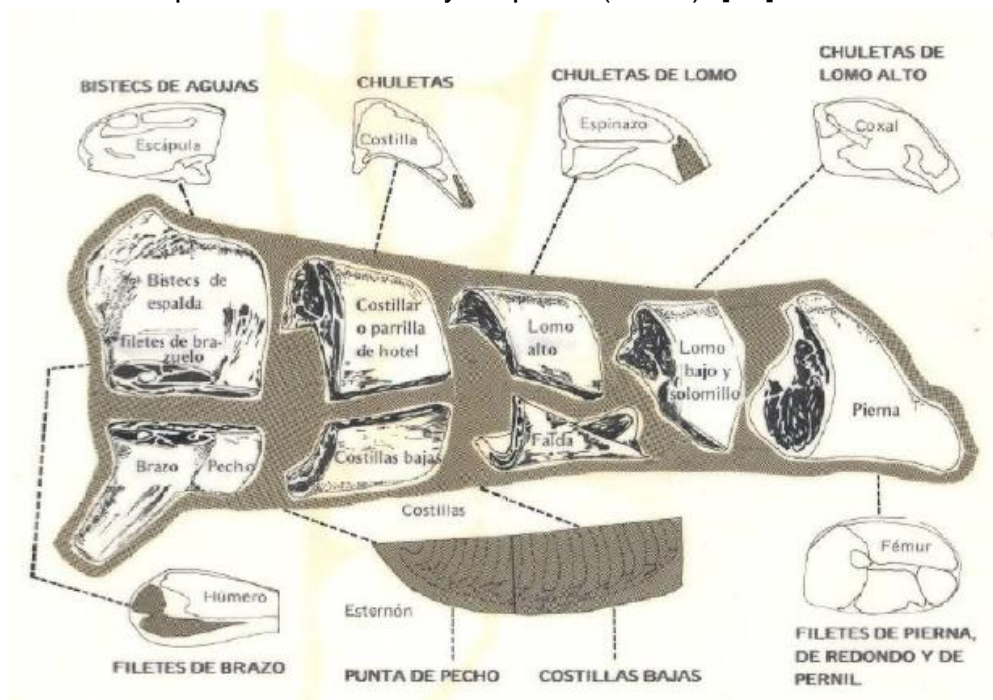 BISTECS DE AGUJAS
Escápula
CHULETAS
Costilla
CHULETAS DE LOMO
Espinazo
CHULETAS DE
LOMO ALTO
Coxal
Bistecs de
espalda
filetes de bra-
zuelo
Costillar
o parrilla
de hotel
Lomo
alto
Lomo
bajo y
solomillo
Pierna
Brazo
Pecho
Costillas bajas
Falda
Costillas
Esternón
Húmero
FILETES DE BRAZO
PUNTA DE PECHO
COSTILLAS BAJAS
Fémur
FILETES DE PIERNA,
DE REDONDO Y DE
PERNIL